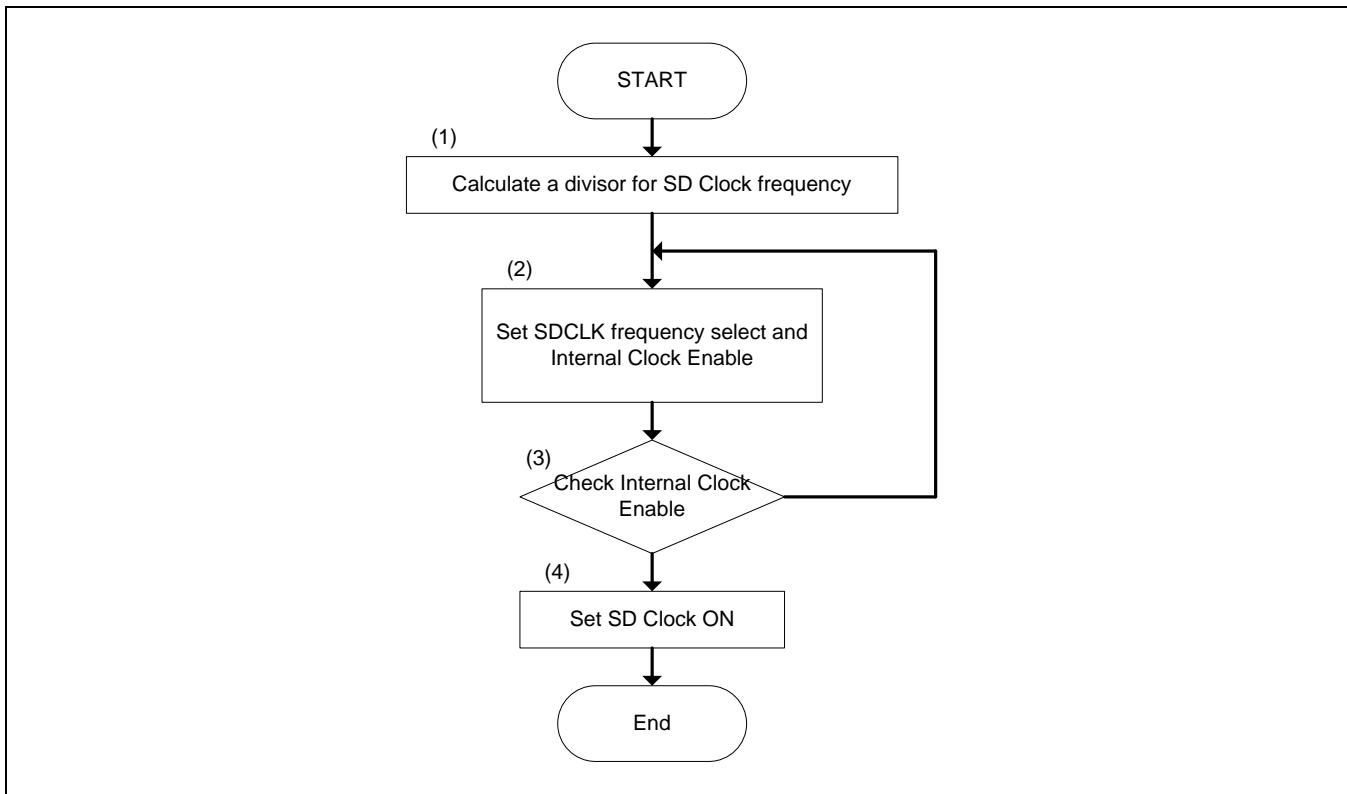 START
(1)
Calculate a divisor for SD Clock frequency
(2)
Set SDCLK frequency select and
Internal Clock Enable
(3)
Check Internal Clock
Enable
(4)
Set SD Clock ON
End